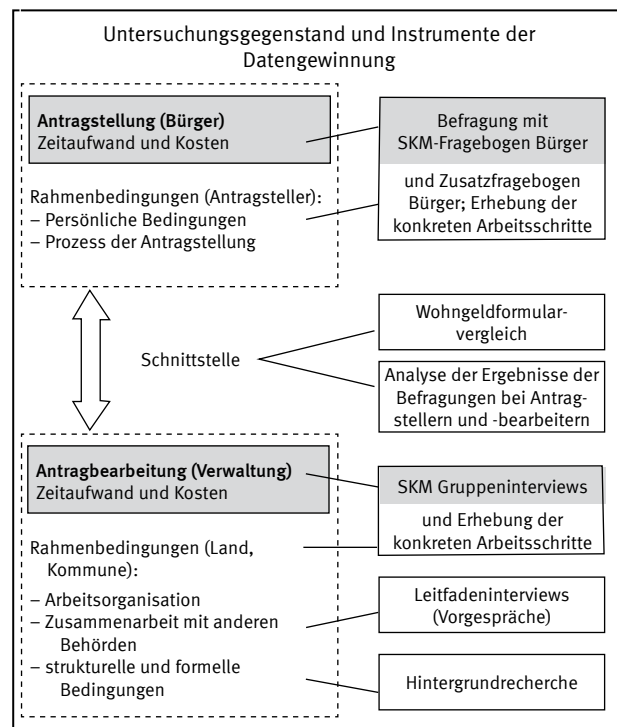 Untersuchungsgegenstand und Instrumente der
Datengewinnung
Antragstellung (Bürger)
Zeitaufwand und Kosten
Rahmenbedingungen (Antragsteller):
– Persönliche Bedingungen
– Prozess der Antragstellung
Befragung mit
SKM-Fragebogen Bürger
und Zusatzfragebogen
Bürger; Erhebung der
konkreten Arbeitsschritte
Schnittstelle
Wohngeldformular-
vergleich
Analyse der Ergebnisse der
Befragungen bei Antrag-
stellern und -bearbeitern
Antragbearbeitung (Verwaltung)
Zeitaufwand und Kosten
Rahmenbedingungen (Land,
Kommune):
– Arbeitsorganisation
– Zusammenarbeit mit anderen
Behörden
– strukturelle und formelle
Bedingungen
SKM Gruppeninterviews
und Erhebung der
konkreten Arbeitsschritte
Leitfadeninterviews
(Vorgespräche)
Hintergrundrecherche